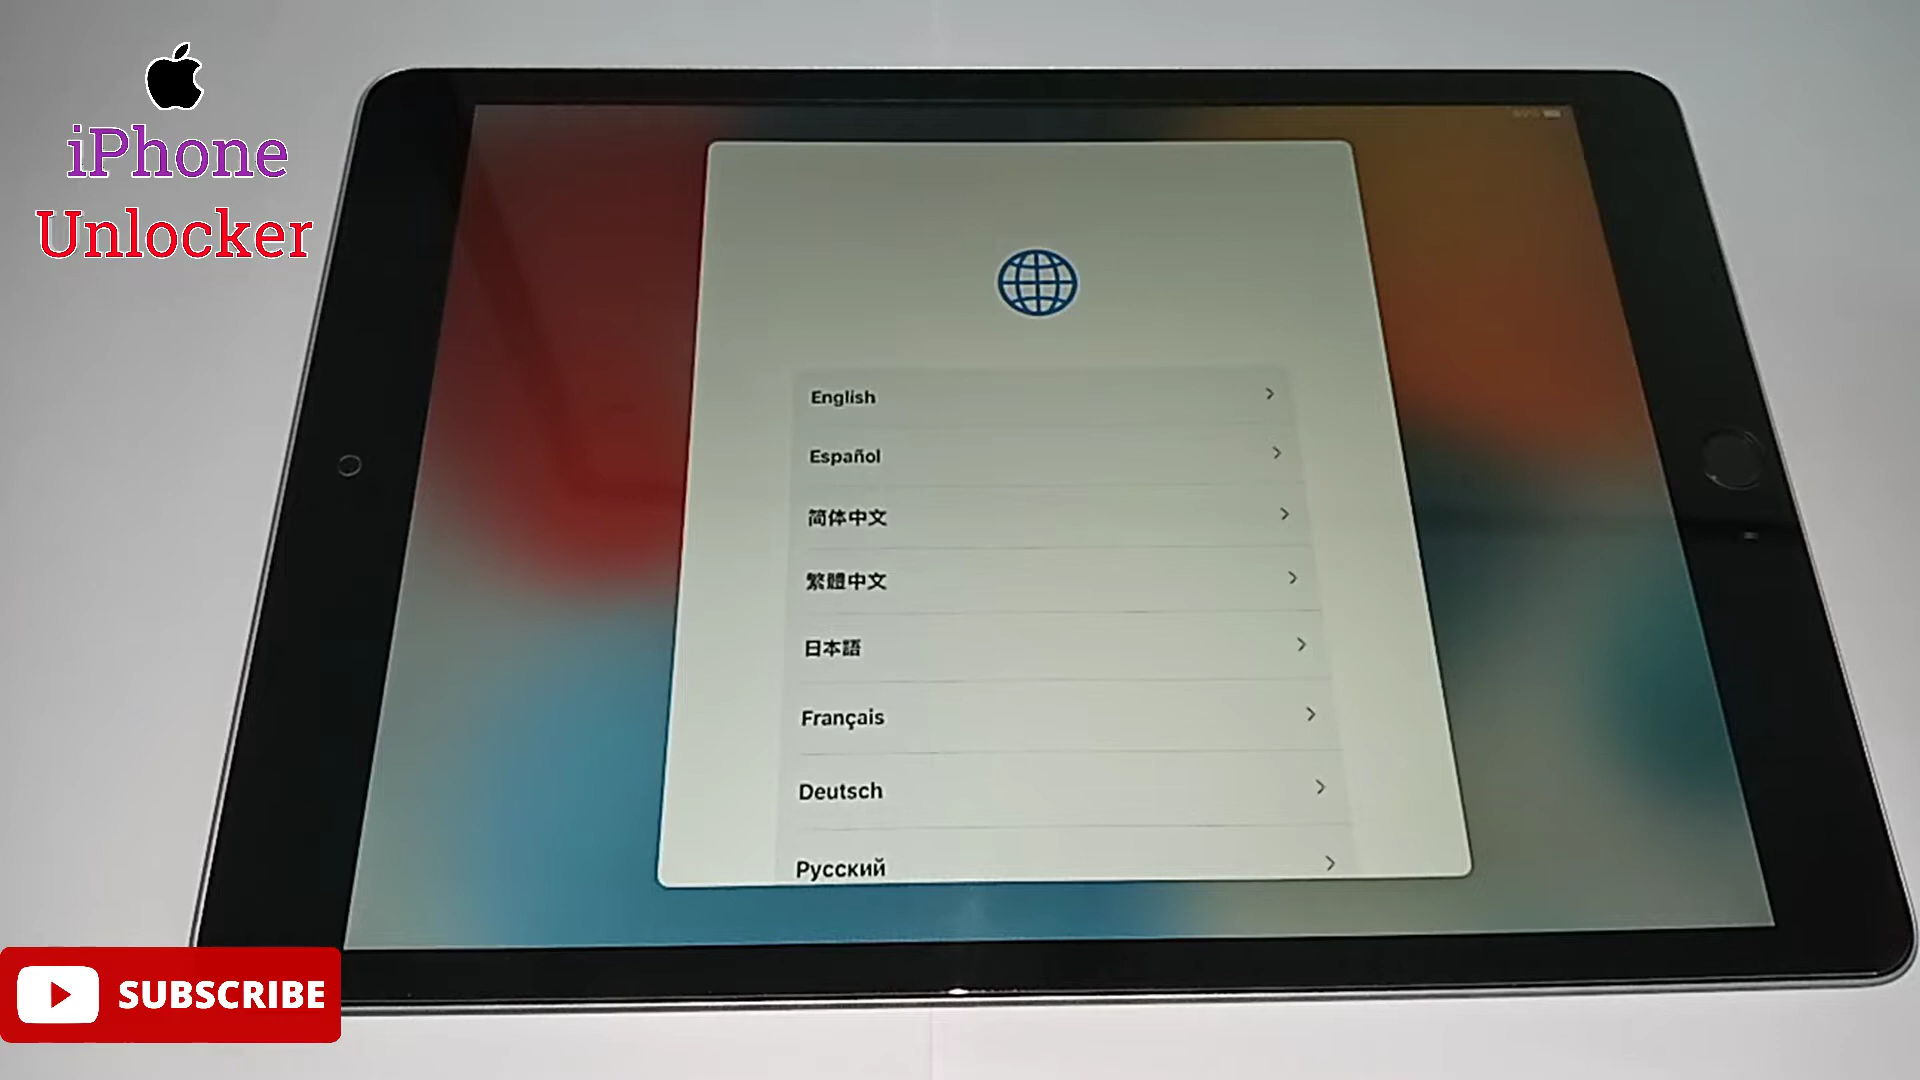 iPhone
Unlocker
English
Español
简体中文
繁體中文
日本語
Français
Deutsch
Русский
SUBSCRIBE